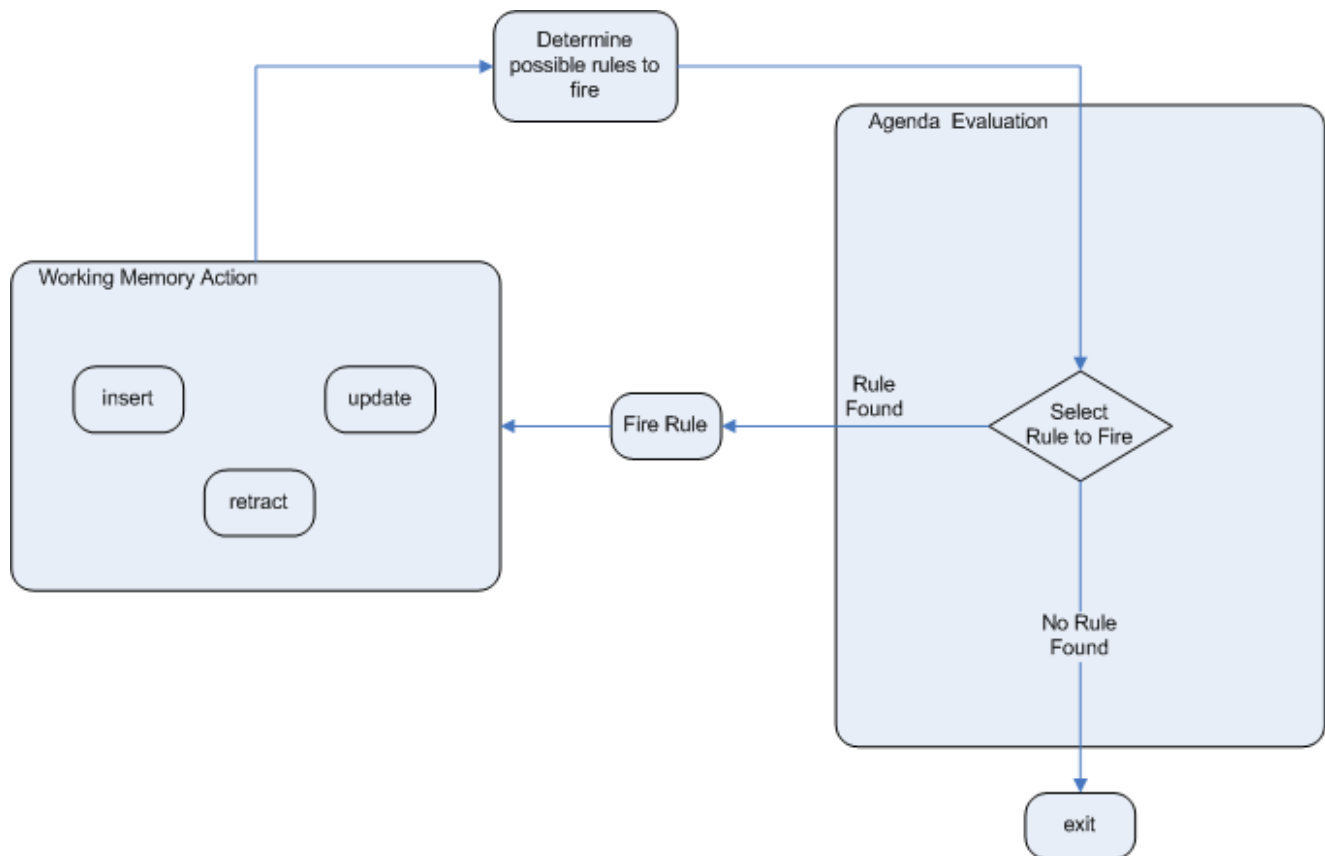 Determine
possible rules to
fire
Agenda Evaluation
Working Memory Action
insert
update
retract
Fire Rule
Rule
Found
Select
Rule to Fire
No Rule
Found
exit